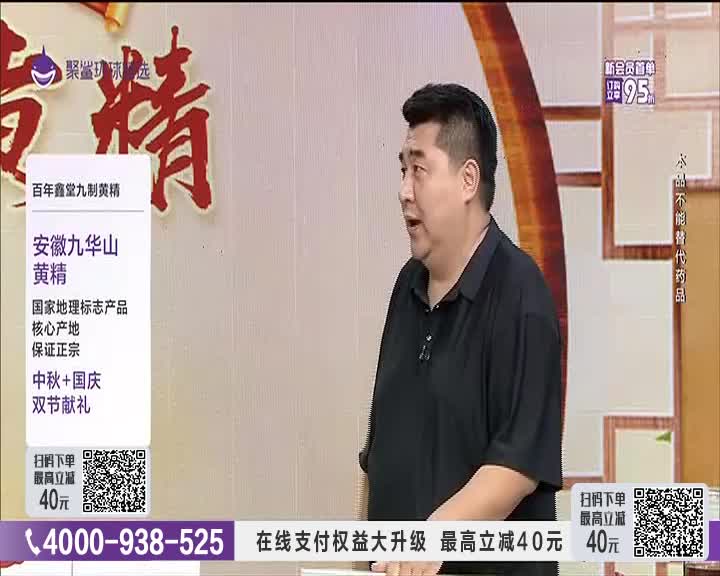 聚鲨环球精选
新会员首单
订购立享 95折
黄精
本品不能替代药品
百年鑫堂九制黄精
安徽九华山
黄精
国家地理标志产品
核心产地
保证正宗
中秋+国庆
双节献礼
扫码下单
最高立减
40元
扫码下单
最高立减
40元
4000-938-525
在线支付权益大升级 最高立减40元